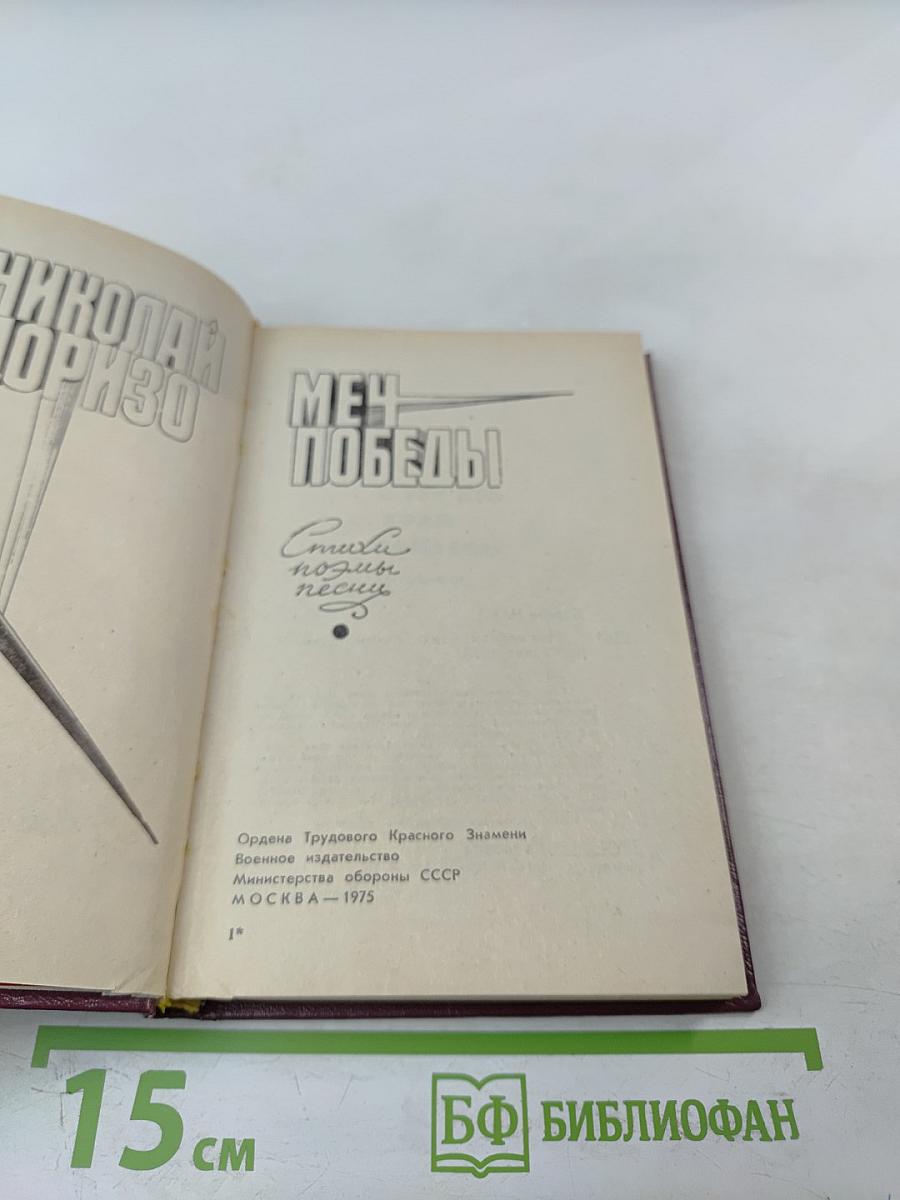 НИКОЛАЙ
ДОРИЗО
МЕЧ
ПОБЕДЫ
Стихи
поэмы
песни
Ордена Трудового Красного Знамени
Военное издательство
Министерства обороны СССР
МОСКВА — 1975
1*
15 см
БФ БИБЛИОФАН